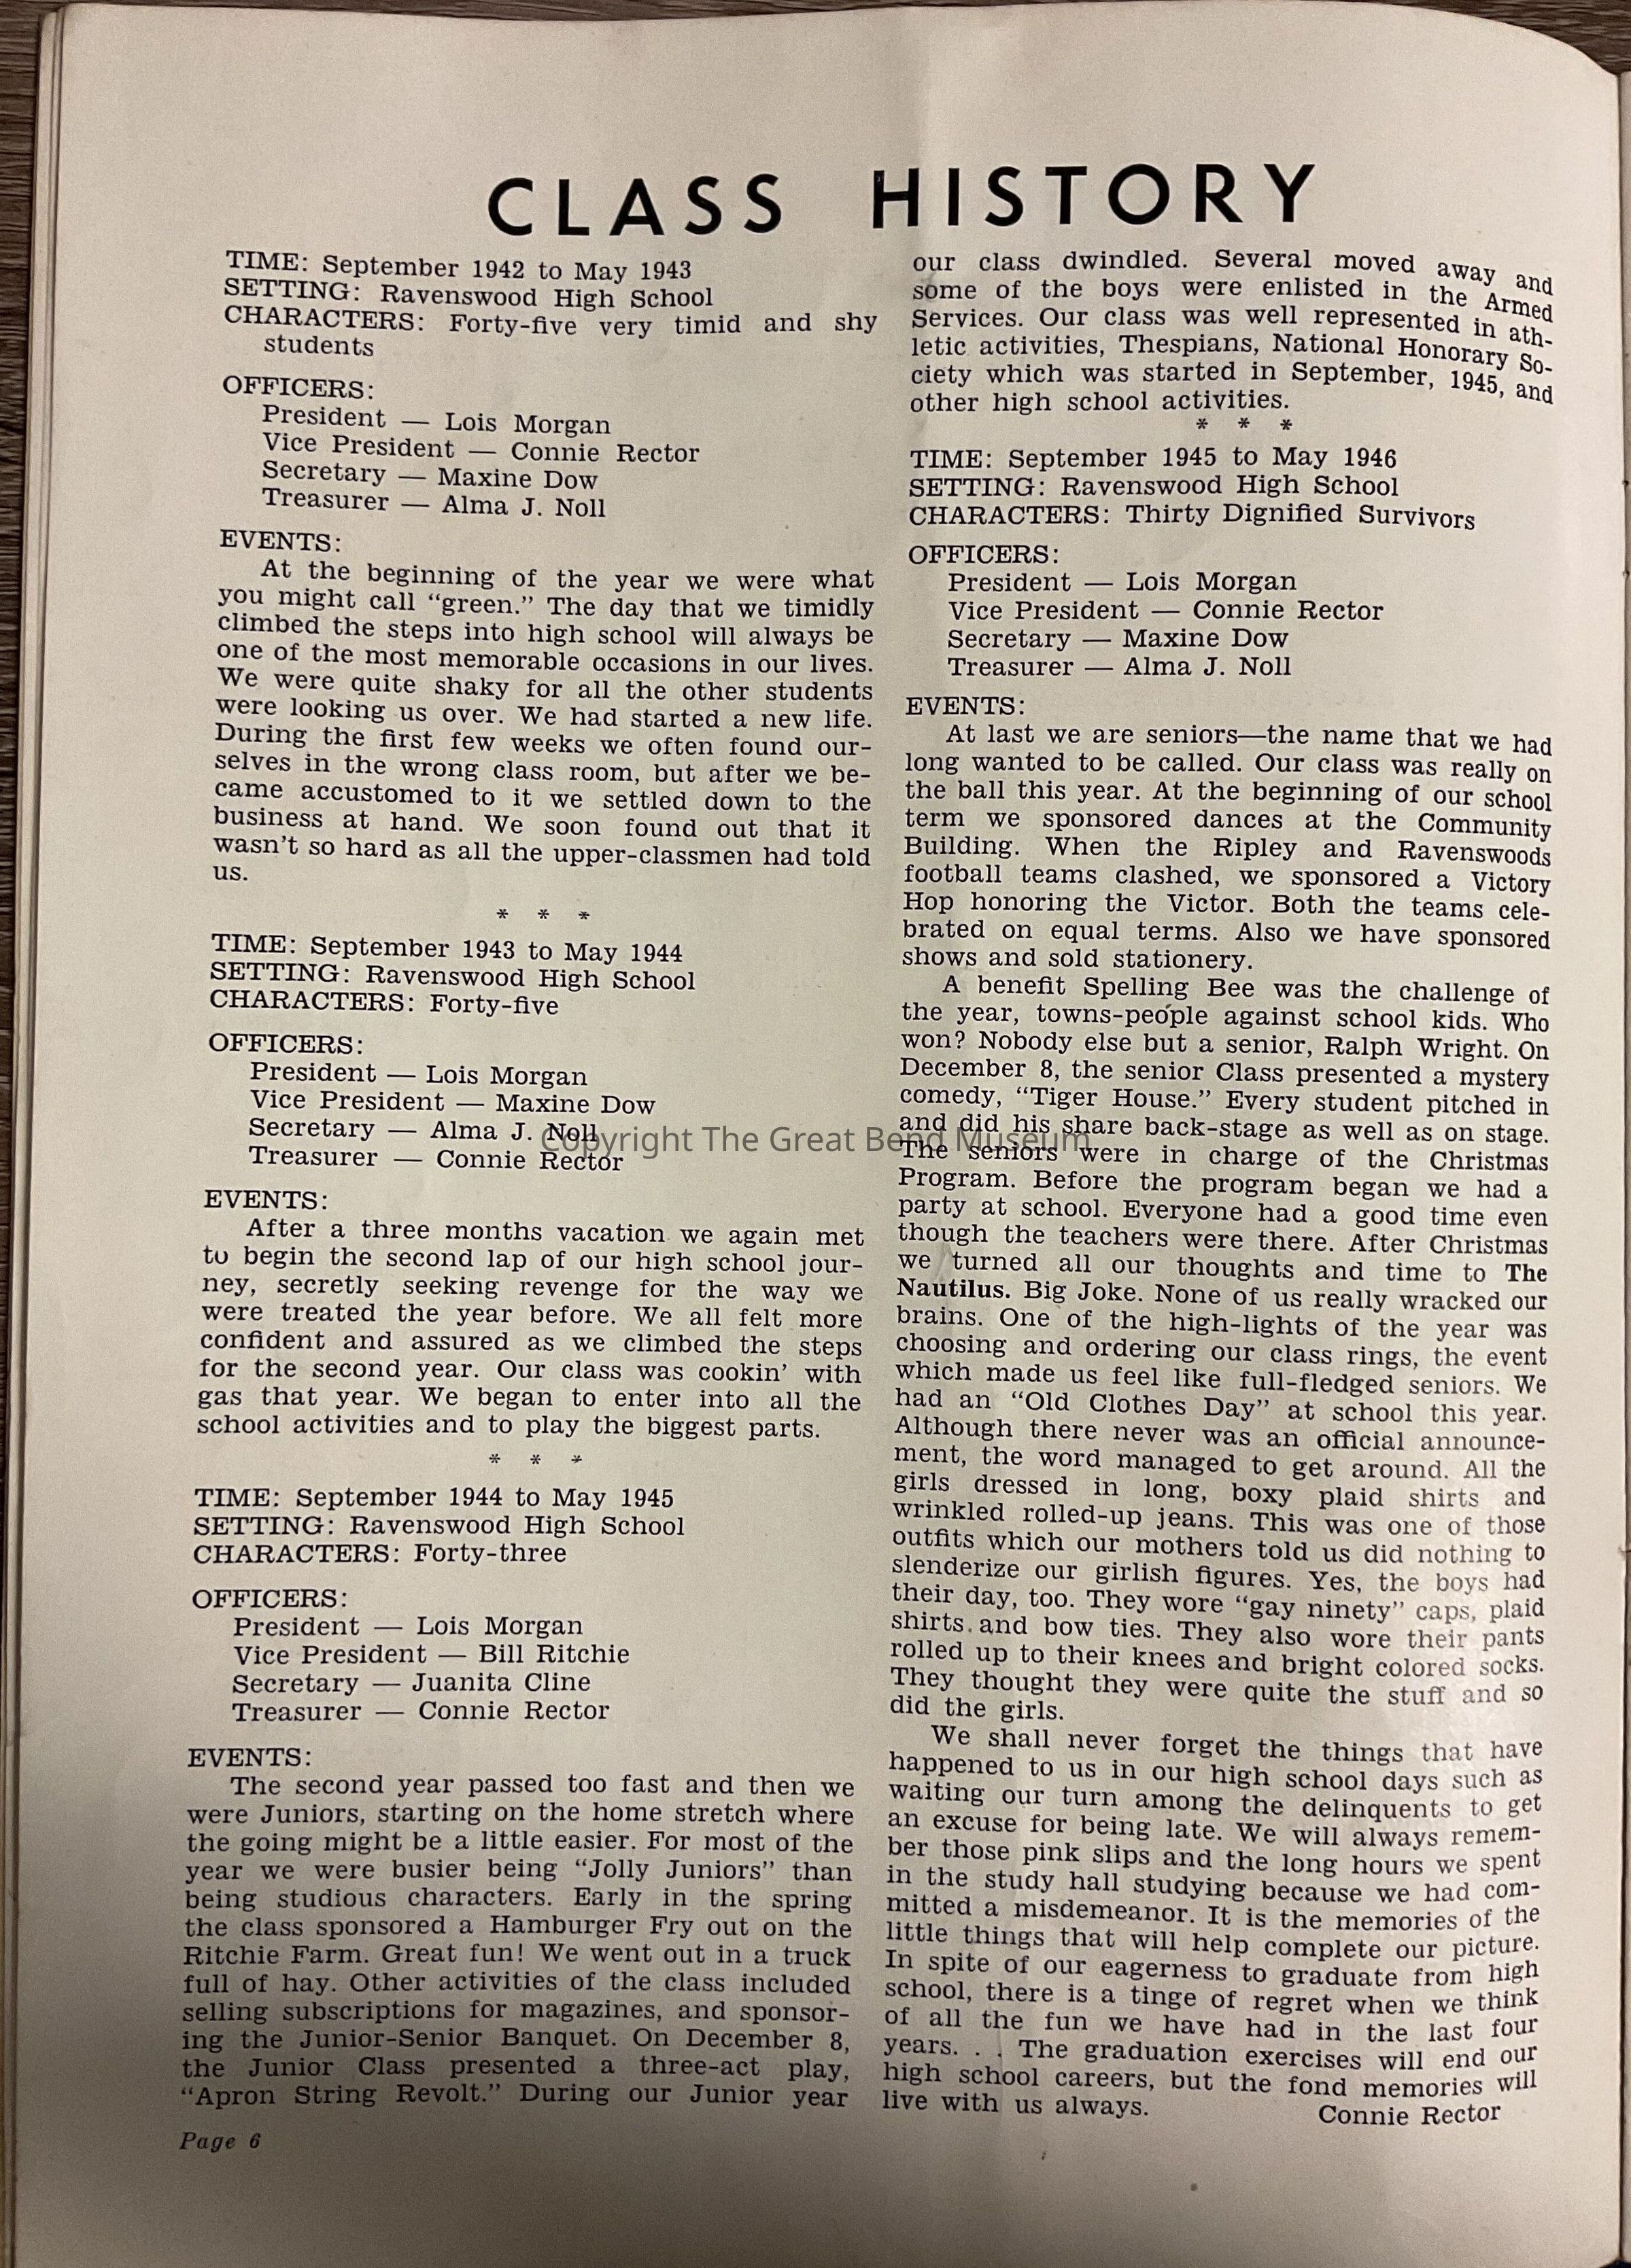 CLASS HISTORY
TIME: September 1942 to May 1943
SETTING: Ravenswood High School
CHARACTERS: Forty-five very timid and shy
students
OFFICERS:
President — Lois Morgan
Vice President — Connie Rector
Secretary — Maxine Dow
Treasurer — Alma J. Noll
EVENTS:
At the beginning of the year we were what
you might call “green.” The day that we timidly
climbed the steps into high school will always be
one of the most memorable occasions in our lives.
We were quite shaky for all the other students
were looking us over. We had started a new life.
During the first few weeks we often found our-
selves in the wrong class room, but after we be-
came accustomed to it we settled down to the
business at hand. We soon found out that it
wasn’t so hard as all the upper-classmen had told
us.
* * *
TIME: September 1943 to May 1944
SETTING: Ravenswood High School
CHARACTERS: Forty-five
OFFICERS:
President — Lois Morgan
Vice President — Maxine Dow
Secretary — Alma J. Noll
Treasurer — Connie Rector
EVENTS:
After a three months vacation we again met
to begin the second lap of our high school jour-
ney, secretly seeking revenge for the way we
were treated the year before. We all felt more
confident and assured as we climbed the steps
for the second year. Our class was cookin’ with
gas that year. We began to enter into all the
school activities and to play the biggest parts.
* * *
TIME: September 1944 to May 1945
SETTING: Ravenswood High School
CHARACTERS: Forty-three
OFFICERS:
President — Lois Morgan
Vice President — Bill Ritchie
Secretary — Juanita Cline
Treasurer — Connie Rector
EVENTS:
The second year passed too fast and then we
were Juniors, starting on the home stretch where
the going might be a little easier. For most of the
year we were busier being “Jolly Juniors” than
being studious characters. Early in the spring
the class sponsored a Hamburger Fry out on the
Ritchie Farm. Great fun! We went out in a truck
full of hay. Other activities of the class included
selling subscriptions for magazines, and sponsor-
ing the Junior-Senior Banquet. On December 8,
the Junior Class presented a three-act play,
“Apron String Revolt.” During our Junior year
Page 6
our class dwindled. Several moved away and
some of the boys were enlisted in the Armed
Services. Our class was well represented in ath-
letic activities, Thespians, National Honorary So-
ciety which was started in September, 1945, and
other high school activities.
* * *
TIME: September 1945 to May 1946
SETTING: Ravenswood High School
CHARACTERS: Thirty Dignified Survivors
OFFICERS:
President — Lois Morgan
Vice President — Connie Rector
Secretary — Maxine Dow
Treasurer — Alma J. Noll
EVENTS:
At last we are seniors—the name that we had
long wanted to be called. Our class was really on
the ball this year. At the beginning of our school
term we sponsored dances at the Community
Building. When the Ripley and Ravenswoods
football teams clashed, we sponsored a Victory
Hop honoring the Victor. Both the teams cele-
brated on equal terms. Also we have sponsored
shows and sold stationery.
A benefit Spelling Bee was the challenge of
the year, towns-people against school kids. Who
won? Nobody else but a senior, Ralph Wright. On
December 8, the senior Class presented a mystery
comedy, “Tiger House.” Every student pitched in
and did his share back-stage as well as on stage.
The seniors were in charge of the Christmas
Program. Before the program began we had a
party at school. Everyone had a good time even
though the teachers were there. After Christmas
we turned all our thoughts and time to The
Nautilus. Big Joke. None of us really wracked our
brains. One of the high-lights of the year was
choosing and ordering our class rings, the event
which made us feel like full-fledged seniors. We
had an “Old Clothes Day” at school this year.
Although there never was an official announce-
ment, the word managed to get around. All the
girls dressed in long, boxy plaid shirts and
wrinkled rolled-up jeans. This was one of those
outfits which our mothers told us did nothing to
slenderize our girlish figures. Yes, the boys had
their day, too. They wore “gay ninety” caps, plaid
shirts and bow ties. They also wore their pants
rolled up to their knees and bright colored socks.
They thought they were quite the stuff and so
did the girls.
We shall never forget the things that have
happened to us in our high school days such as
waiting our turn among the delinquents to get
an excuse for being late. We will always remem-
ber those pink slips and the long hours we spent
in the study hall studying because we had com-
mitted a misdemeanor. It is the memories of the
little things that will help complete our picture.
In spite of our eagerness to graduate from high
school, there is a tinge of regret when we think
of all the fun we have had in the last four
years. . . The graduation exercises will end our
high school careers, but the fond memories will
live with us always.
Connie Rector
Copyright The Great Bend Museum